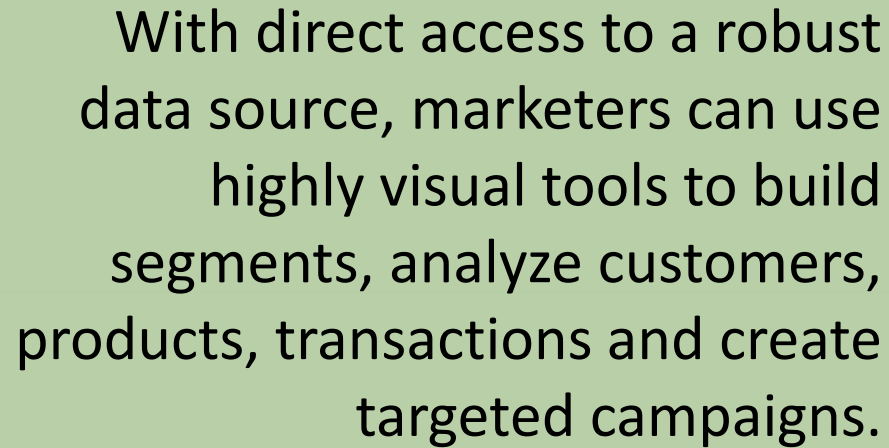 With direct access to a robust
data source, marketers can use
highly visual tools to build
segments, analyze customers,
products, transactions and create
targeted campaigns.